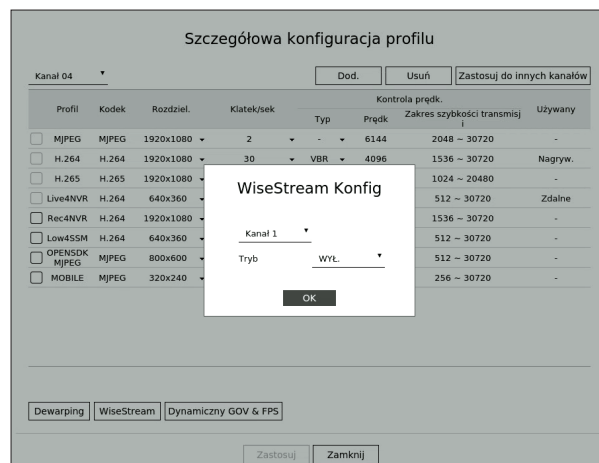 Szczegółowa konfiguracja profilu
Kanał 04
Dod.
Usuń
Zastosuj do innych kanałów
Profil Kodek Rozdziel. Klatek/sek Kontrola prędk. Używany
Typ Prędk Zakres szybkości transmisj
i
MJPEG MJPEG 1920x1080 2 - 6144 2048 ~ 30720 -
H.264 H.264 1920x1080 30 VBR 4096 1536 ~ 30720 Nagryw.
H.265 H.265 1920x1080 1024 ~ 20480 -
Live4NVR H.264 640x360 512 ~ 30720 Zdalne
Rec4NVR H.264 1920x1080 1536 ~ 30720 -
Low4SSM H.264 640x360 512 ~ 30720 -
OPENSDK
MJPEG MJPEG 800x600 512 ~ 30720 -
MOBILE MJPEG 320x240 256 ~ 30720 -
WiseStream Konfig
Kanał 1
Tryb WYŁ.
OK
Dewarping
WiseStream
Dynamiczny GOV & FPS
Zastosuj
Zamknij